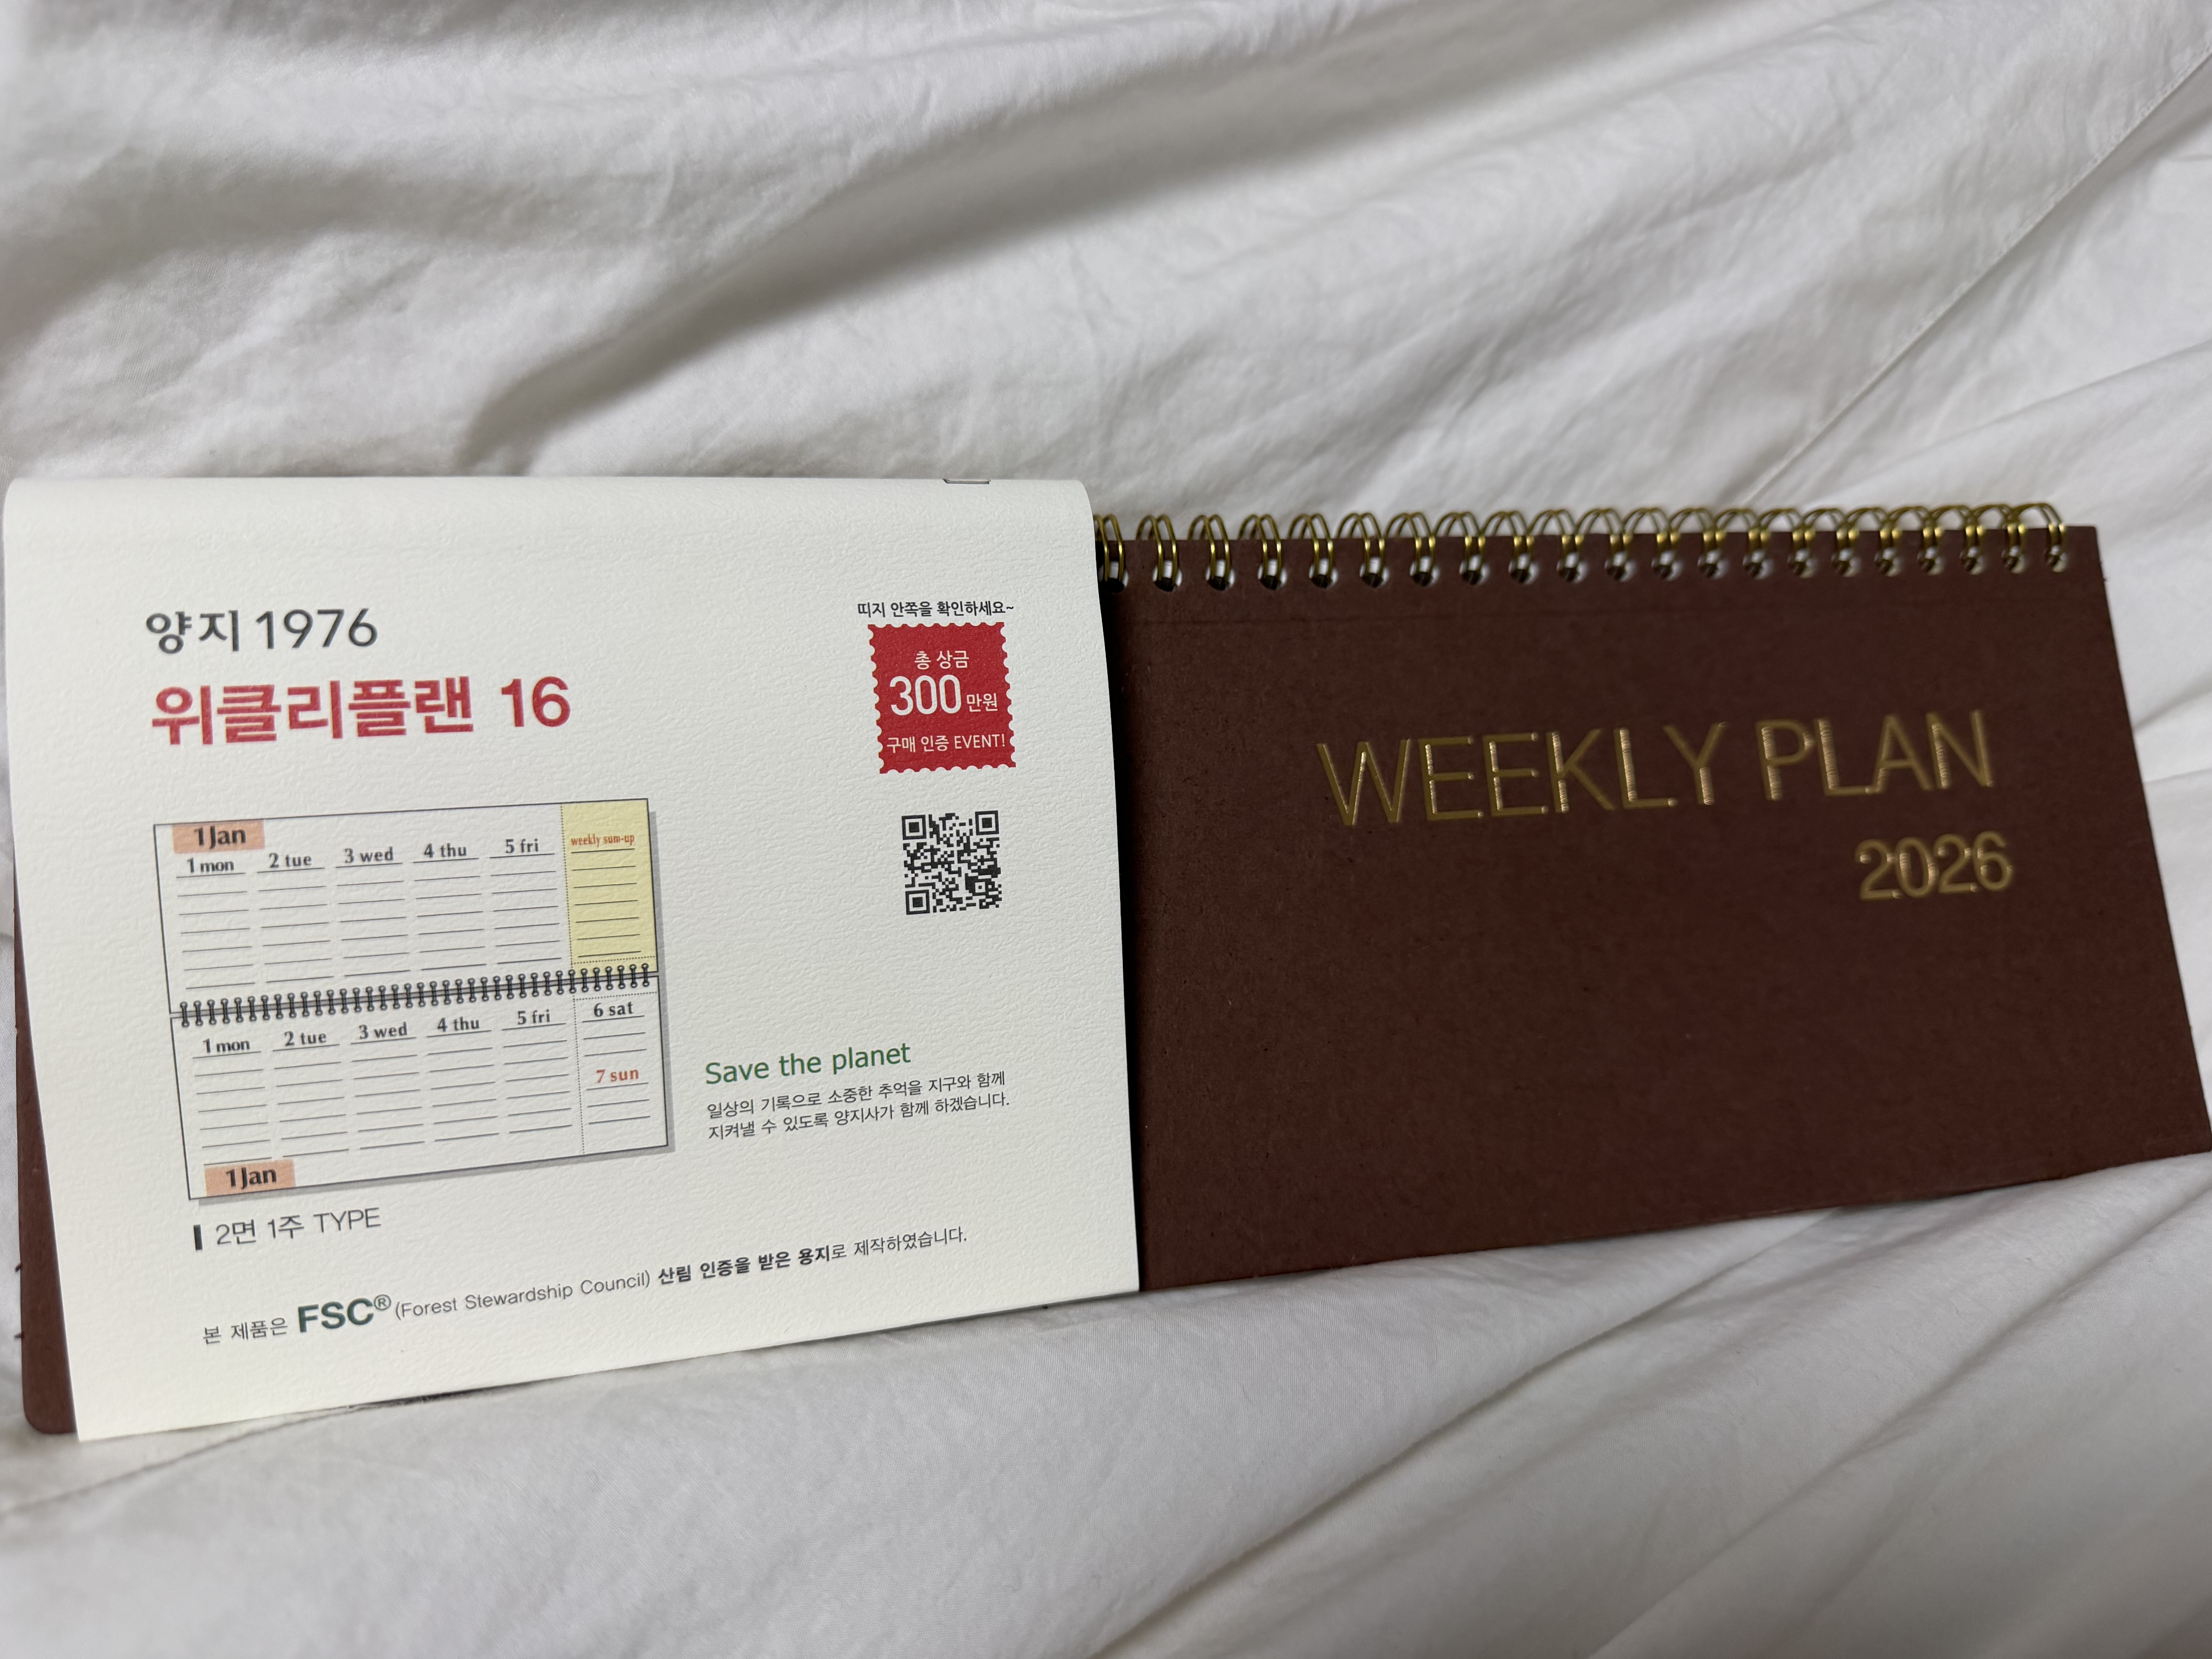 양지 1976
위클리플랜 16
띠지 안쪽을 확인하세요~
총 상금
300 만원
구매 인증 EVENT!
1 Jan
1 mon 2 tue 3 wed 4 thu 5 fri weekly sum-up
1 mon 2 tue 3 wed 4 thu 5 fri 6 sat
7 sun
1 Jan
2면 1주 TYPE
Save the planet
일상의 기록으로 소중한 추억을 지구와 함께
지켜낼 수 있도록 양지사가 함께 하겠습니다.
본 제품은 FSC® (Forest Stewardship Council) 산림 인증을 받은 용지로 제작하였습니다.
WEEKLY PLAN
2026